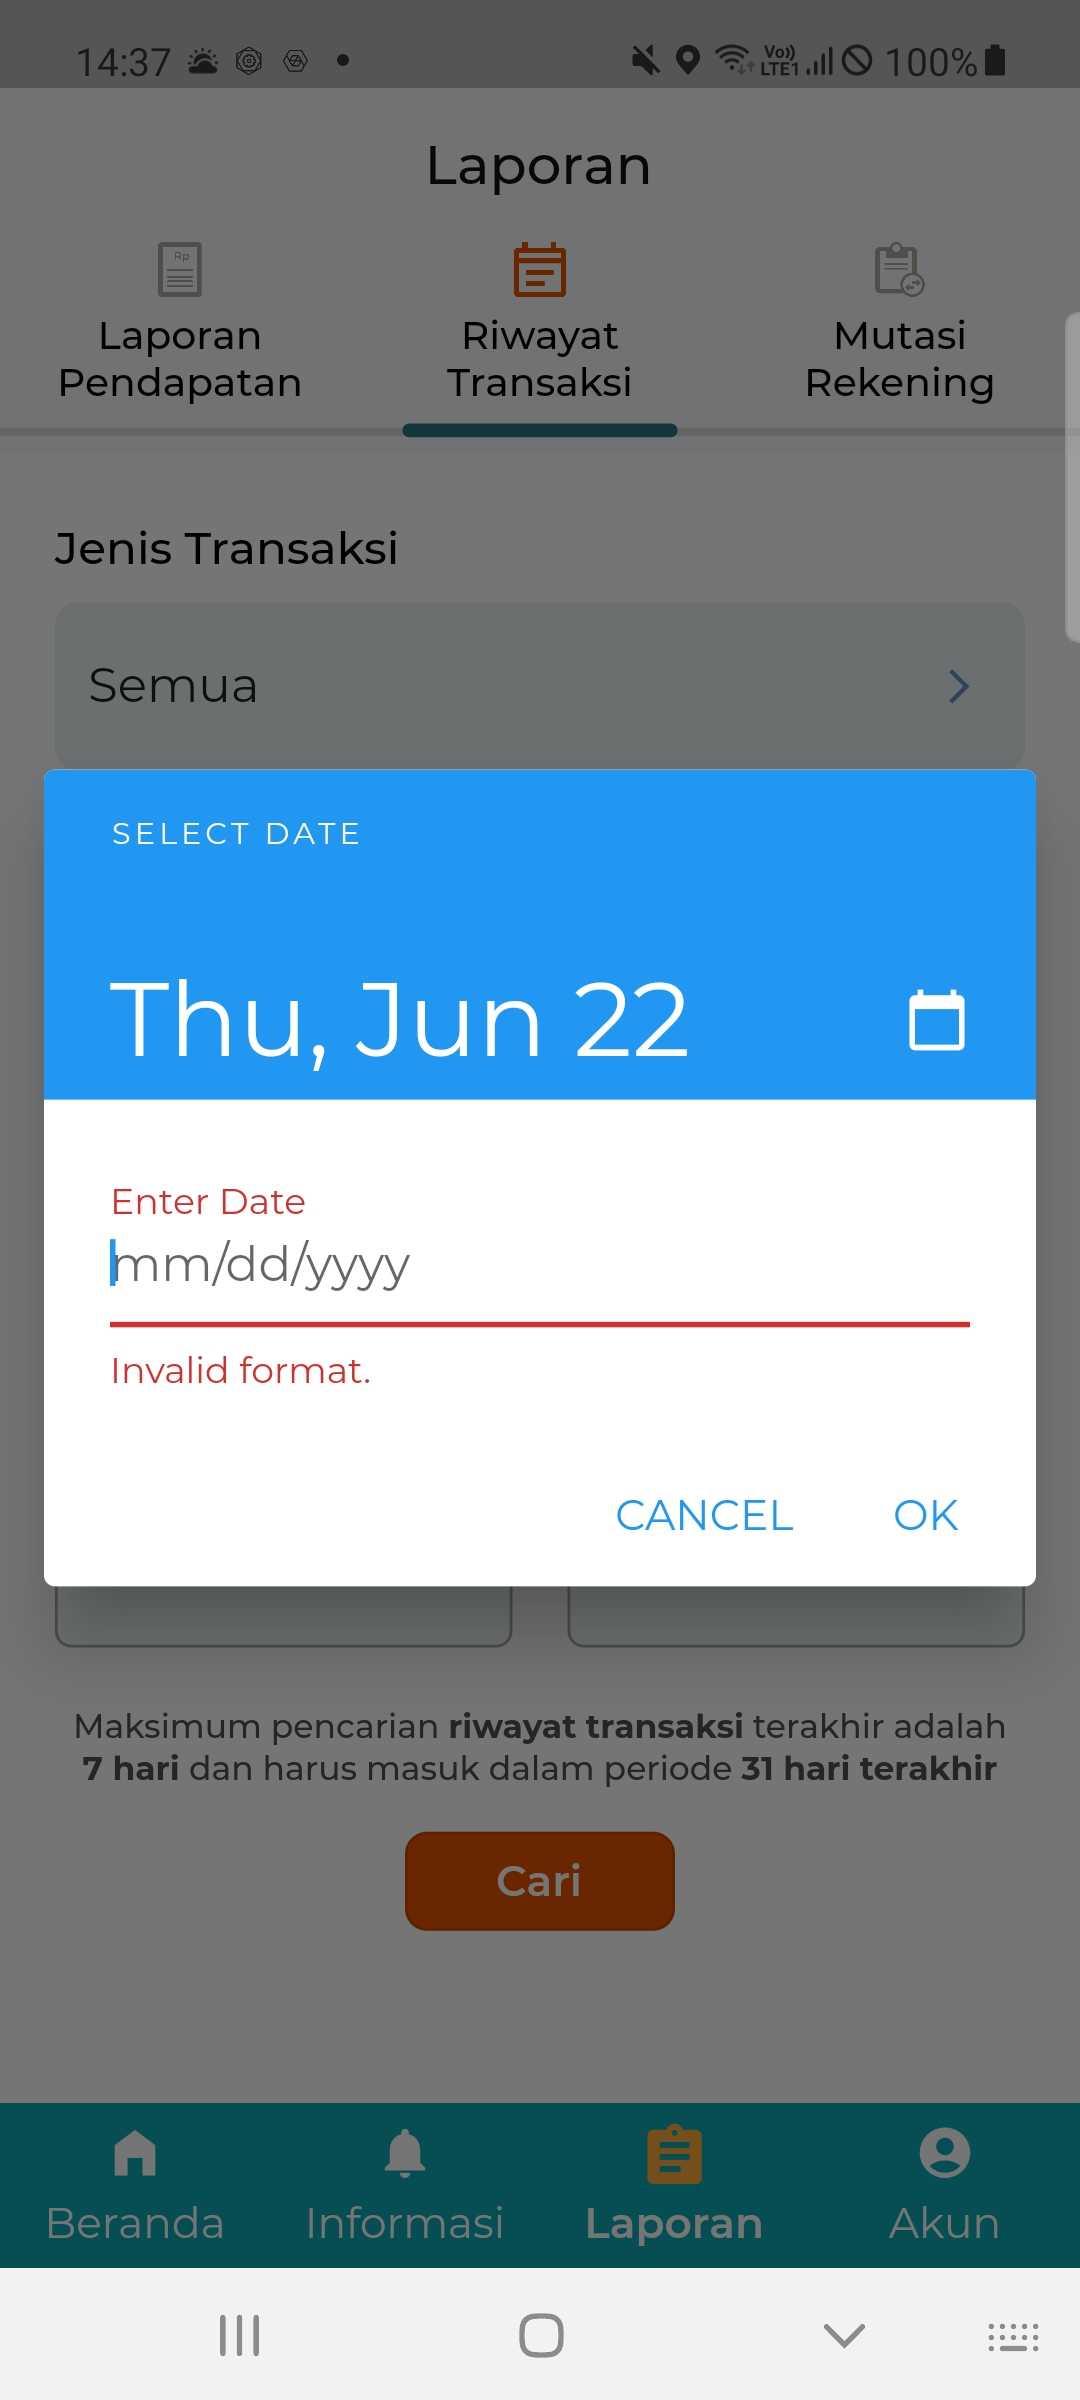 14:37
Vo))
LTE1
100%
Laporan
Rp
Laporan
Pendapatan
Riwayat
Transaksi
Mutasi
Rekening
Jenis Transaksi
Semua
SELECT DATE
Thu, Jun 22
Enter Date
mm/dd/yyyy
Invalid format.
CANCEL
OK
Maksimum pencarian riwayat transaksi terakhir adalah
7 hari dan harus masuk dalam periode 31 hari terakhir
Cari
Beranda
Informasi
Laporan
Akun